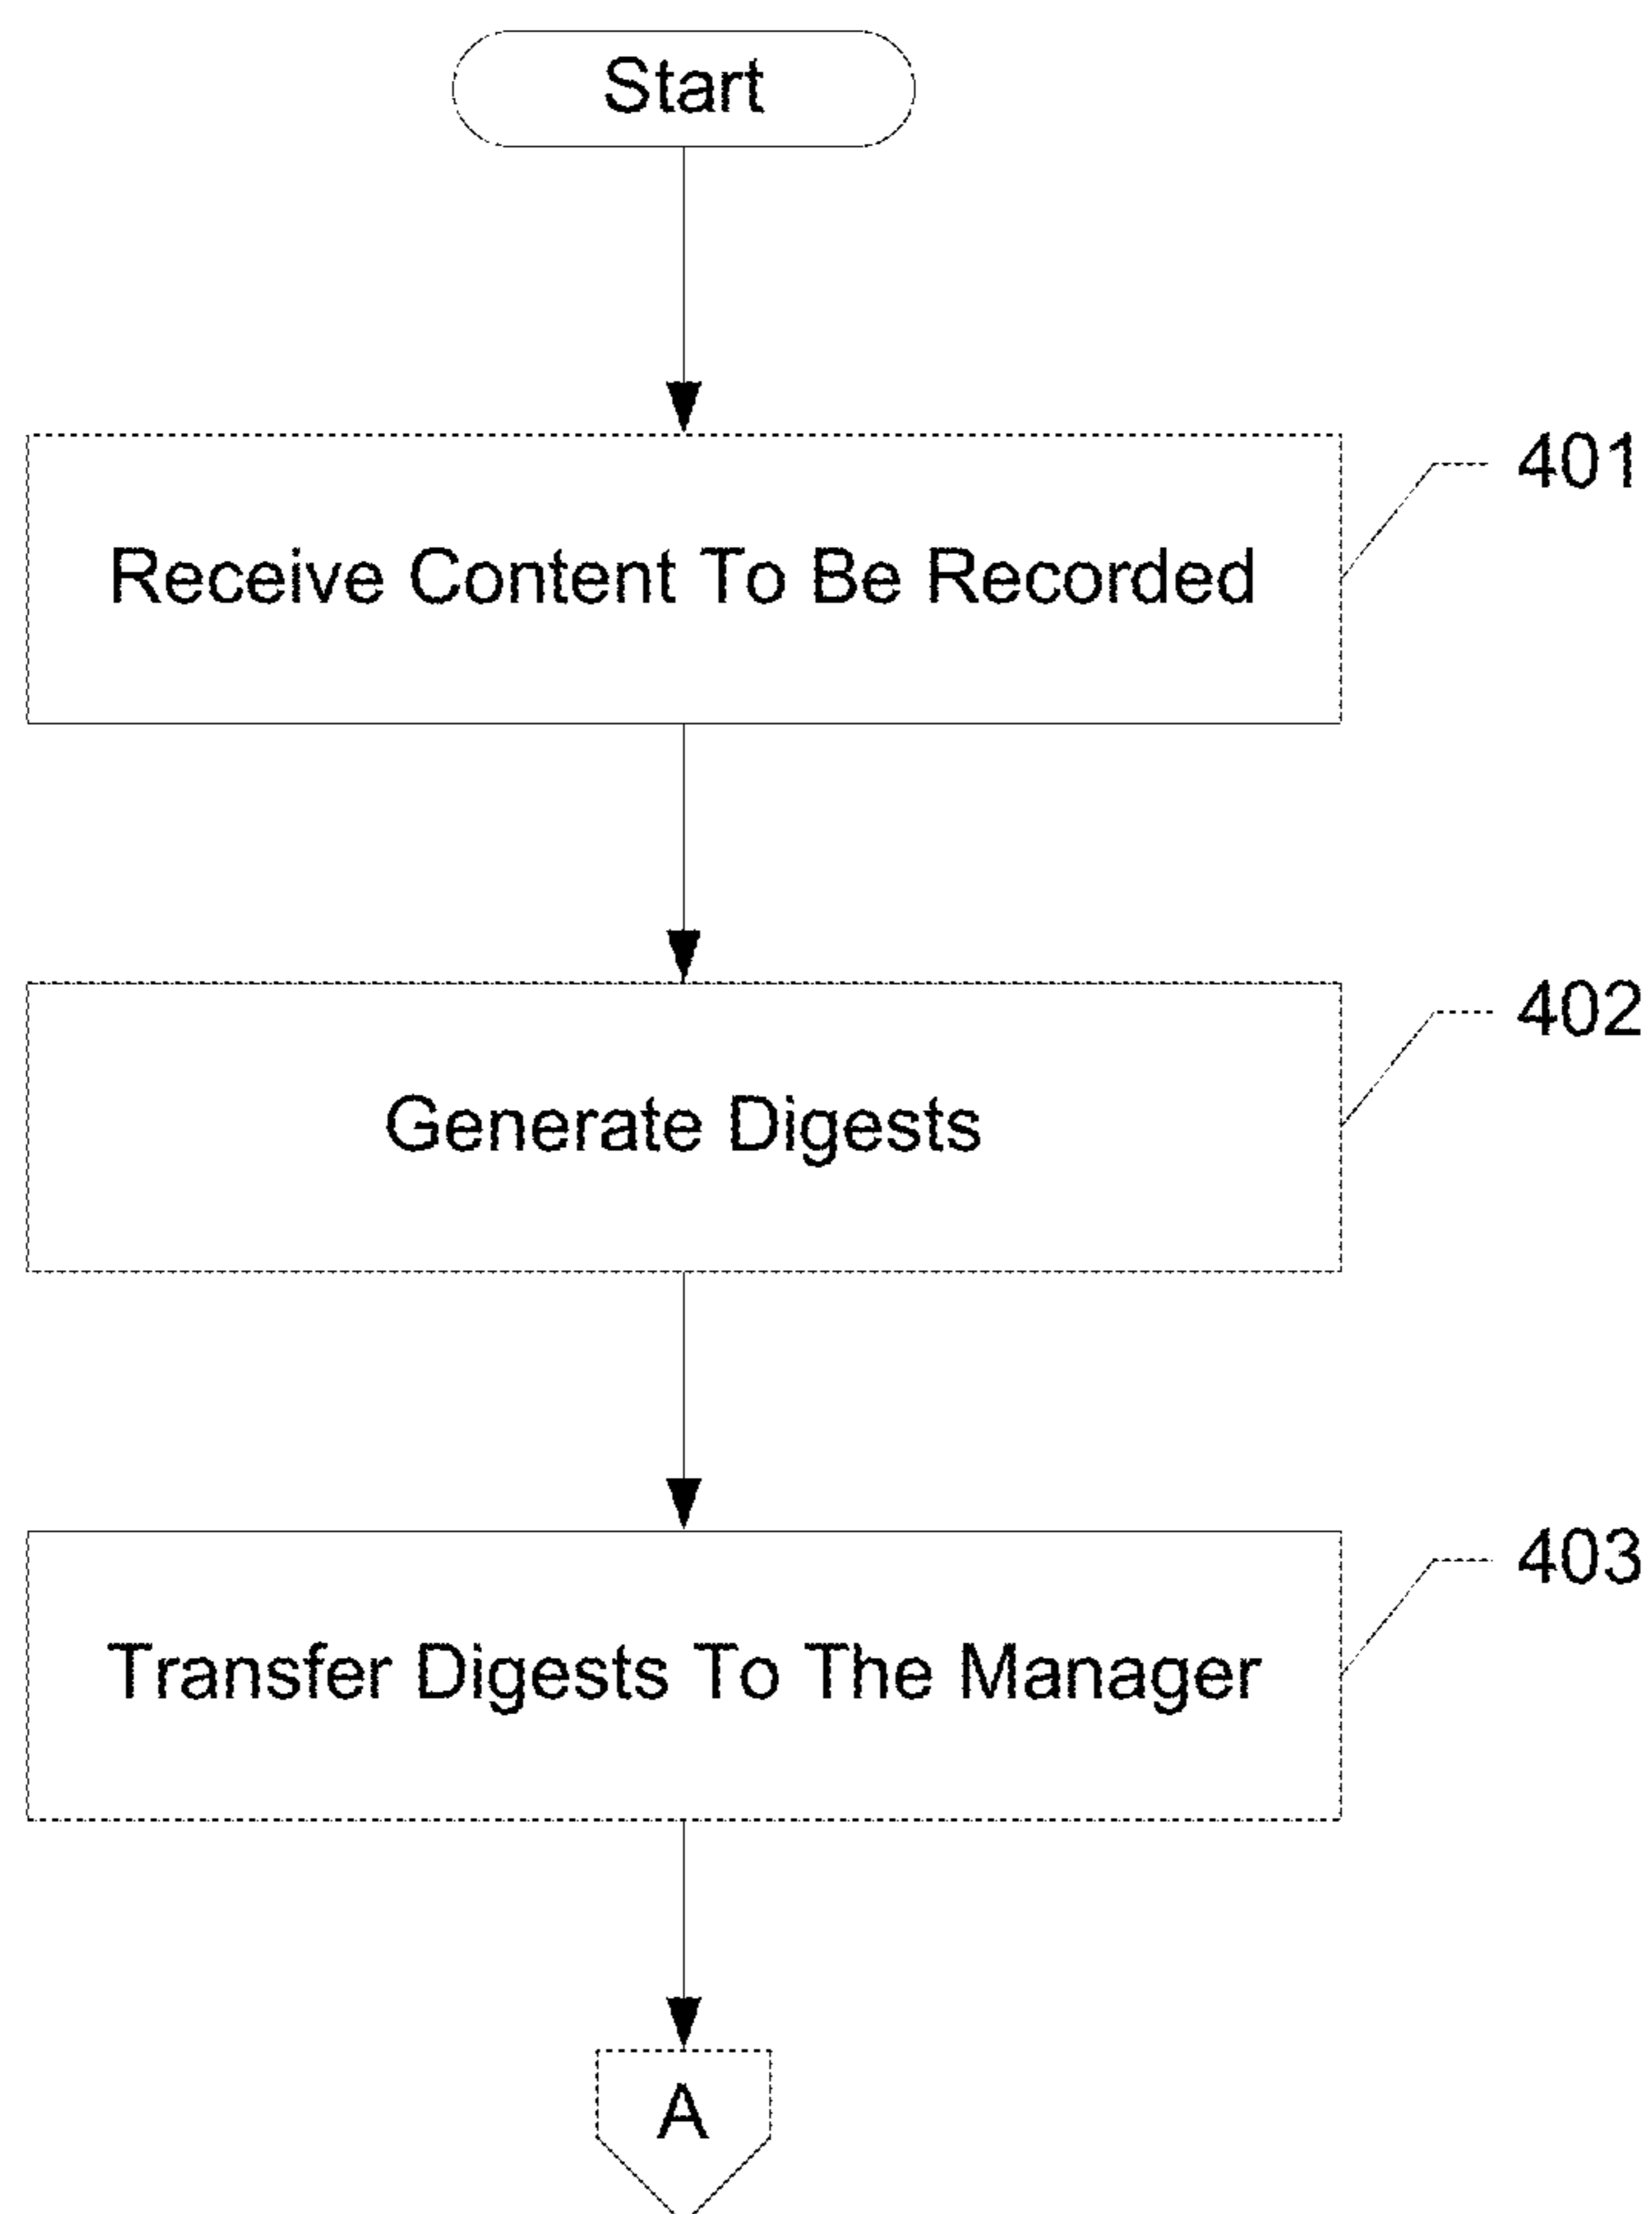 Start
Receive Content To Be Recorded
401
Generate Digests
402
Transfer Digests To The Manager
403
A